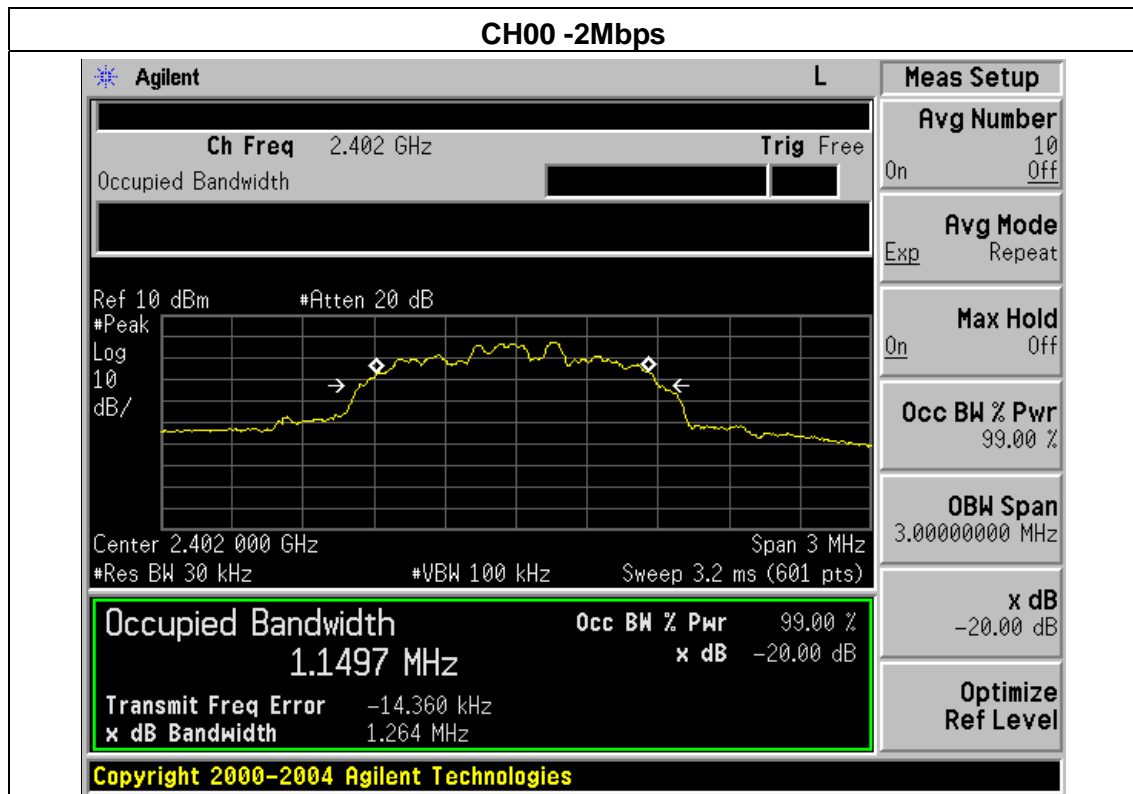 CH00 -2Mbps
Agilent L Meas Setup
Ch Freq 2.402 GHz Trig Free
Occupied Bandwidth
Avg Number
10
On Off
Avg Mode
Exp Repeat
Max Hold
On Off
Occ BW % Pwr
99.00 %
OBW Span
3.00000000 MHz
x dB
-20.00 dB
Optimize
Ref Level
Ref 10 dBm #Atten 20 dB
#Peak
Log
10
dB/
Center 2.402 000 GHz Span 3 MHz
#Res BW 30 kHz #VBW 100 kHz Sweep 3.2 ms (601 pts)
Occupied Bandwidth Occ BW % Pwr 99.00 %
1.1497 MHz x dB -20.00 dB
Transmit Freq Error -14.360 kHz
x dB Bandwidth 1.264 MHz
Copyright 2000-2004 Agilent Technologies